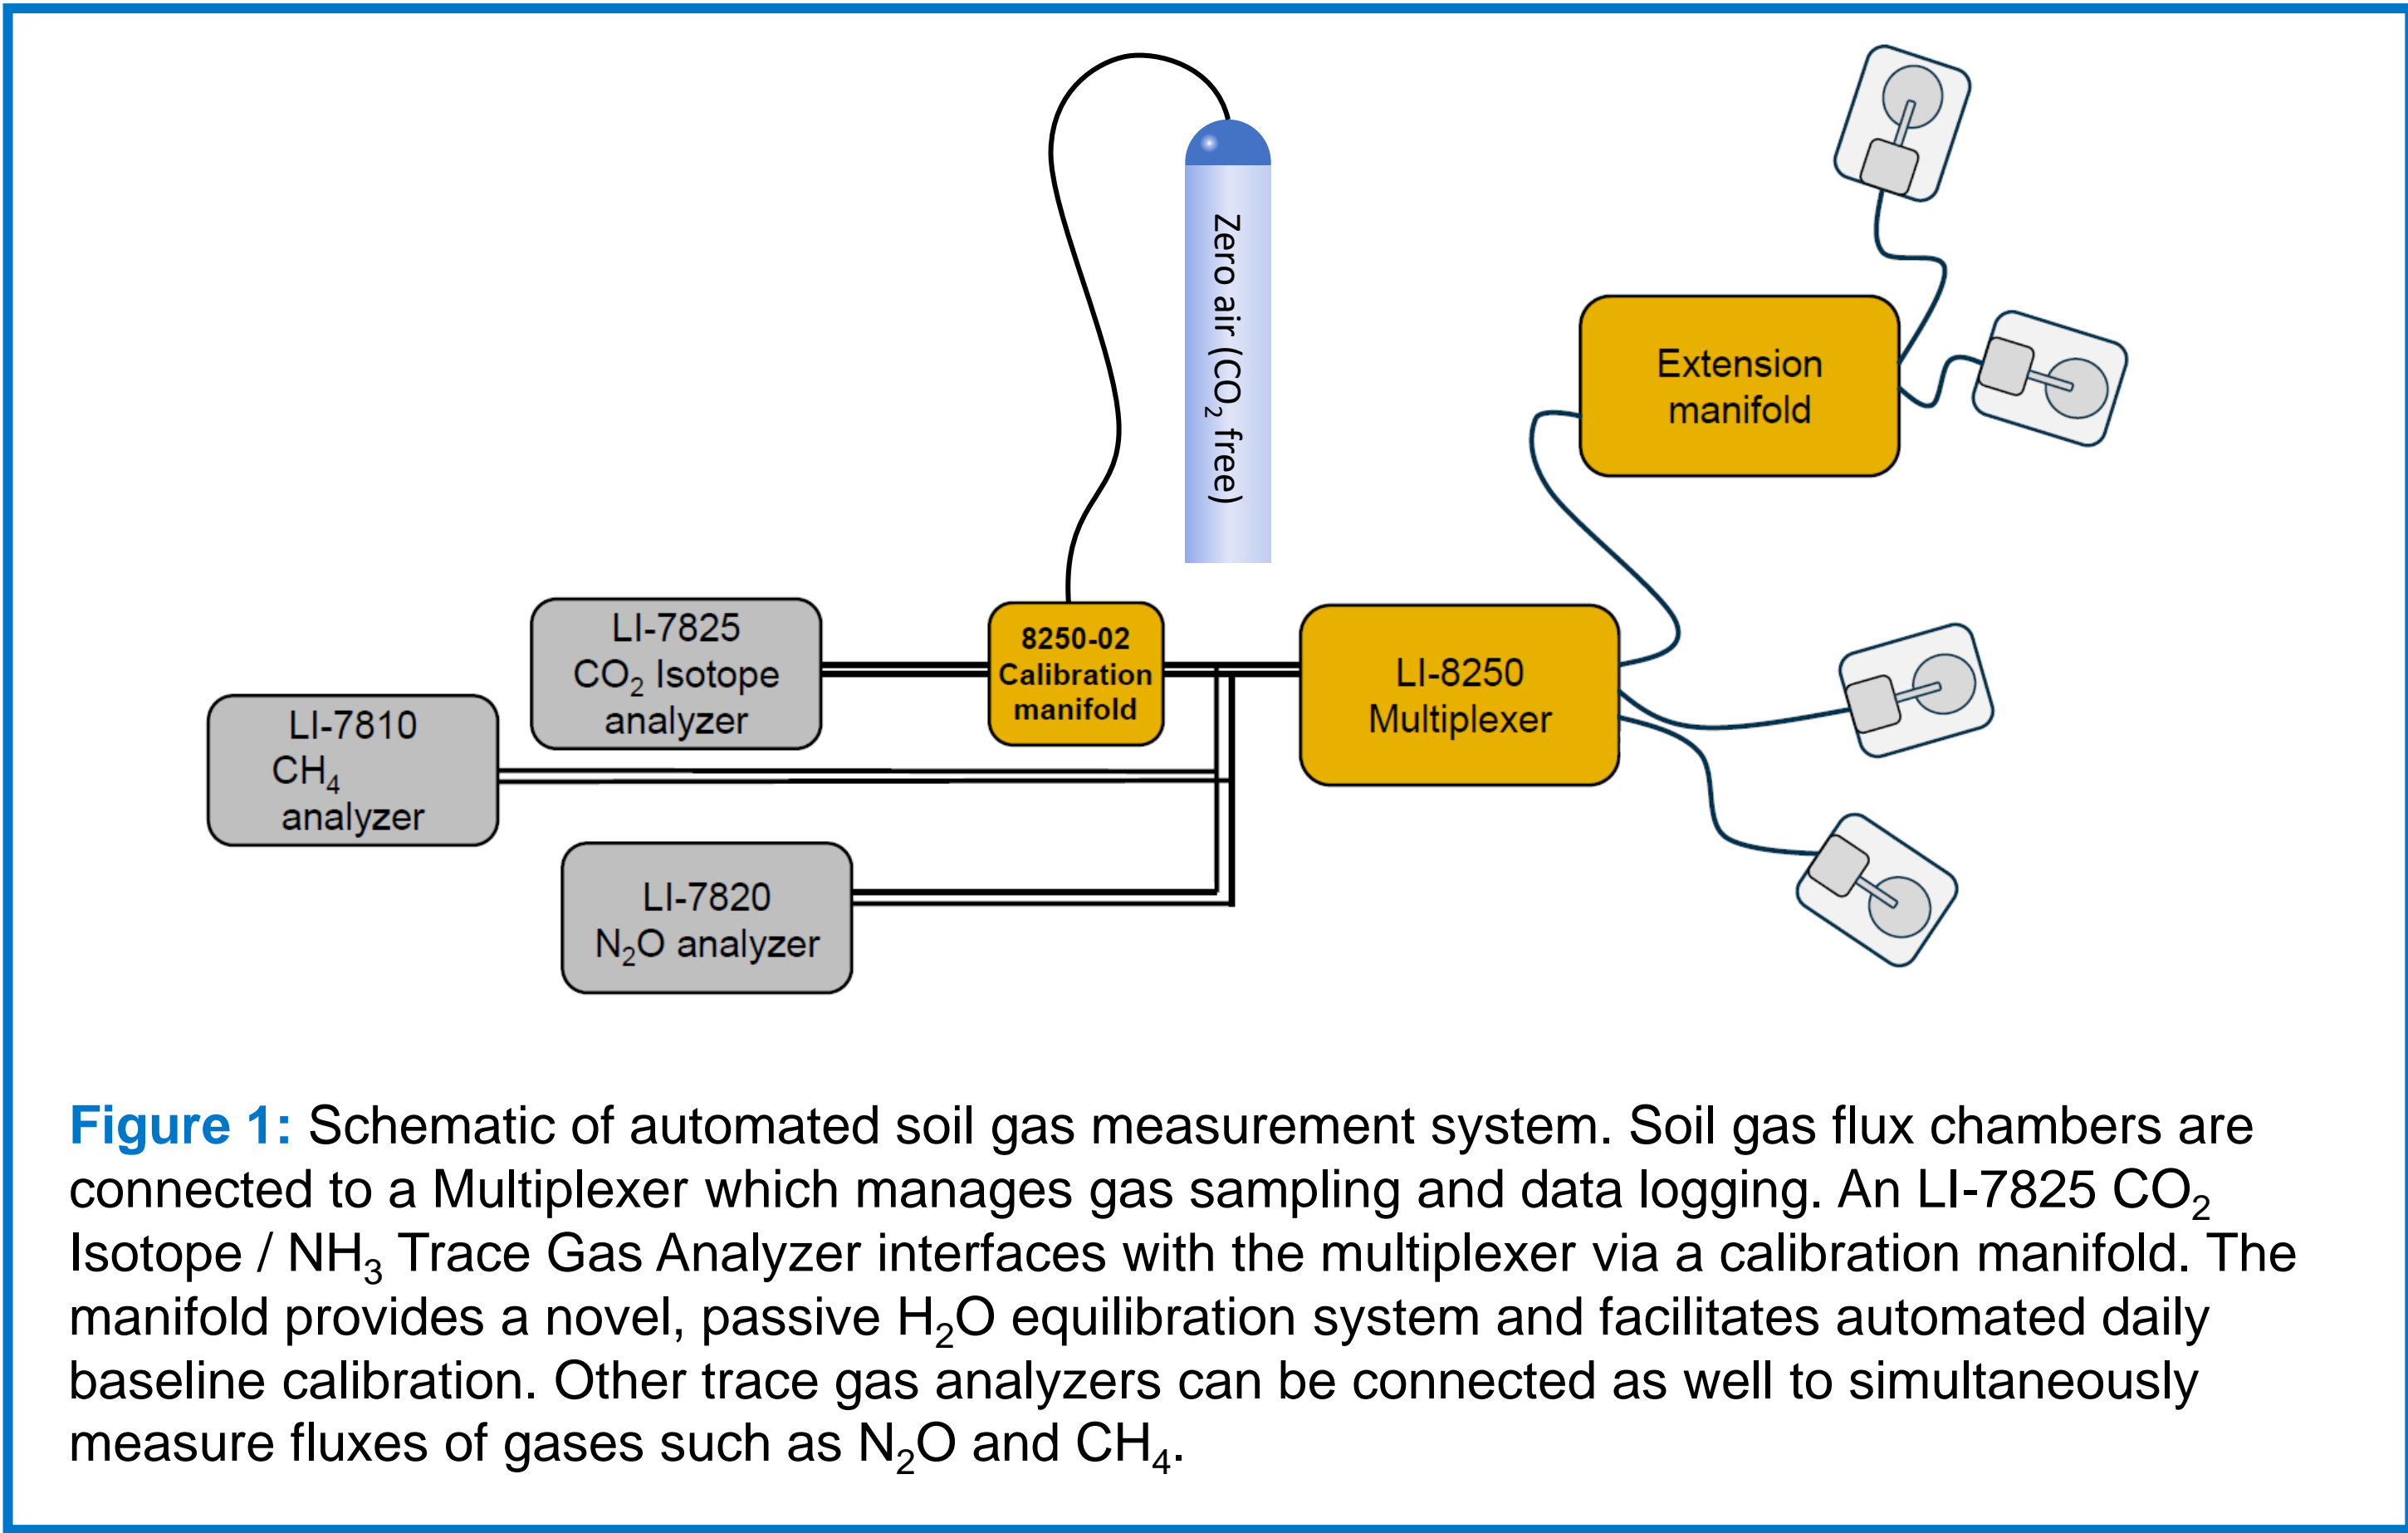 Zero air (CO₂ free)
Extension
manifold
LI-7825
CO₂ Isotope
analyzer
8250-02
Calibration
manifold
LI-8250
Multiplexer
LI-7810
CH₄
analyzer
LI-7820
N₂O analyzer
Figure 1: Schematic of automated soil gas measurement system. Soil gas flux chambers are
connected to a Multiplexer which manages gas sampling and data logging. An LI-7825 CO₂
Isotope / NH₃ Trace Gas Analyzer interfaces with the multiplexer via a calibration manifold. The
manifold provides a novel, passive H₂O equilibration system and facilitates automated daily
baseline calibration. Other trace gas analyzers can be connected as well to simultaneously
measure fluxes of gases such as N₂O and CH₄.